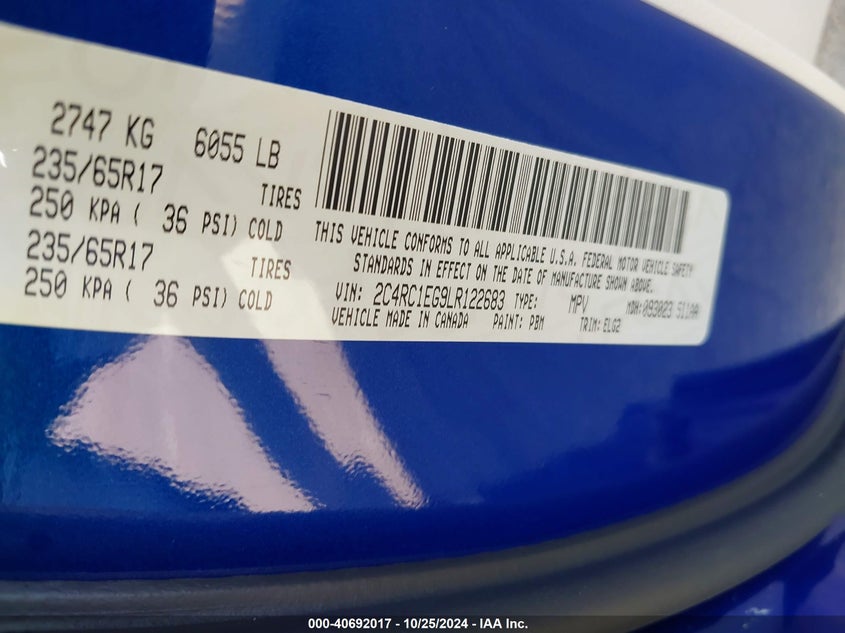 2747 KG 6055 LB
235/65R17 TIRES
250 KPA ( 36 PSI) COLD
235/65R17 TIRES
250 KPA ( 36 PSI) COLD
THIS VEHICLE CONFORMS TO ALL APPLICABLE U.S.A. FEDERAL MOTOR VEHICLE SAFETY
STANDARDS IN EFFECT ON THE DATE OF MANUFACTURE SHOWN ABOVE.
VIN: 2C4RC1EG9LR122683 TYPE: MPV MDH:093023 511AA
VEHICLE MADE IN CANADA PAINT: PBM TRIM: ELG2
000-40692017 - 10/25/2024 - IAA Inc.